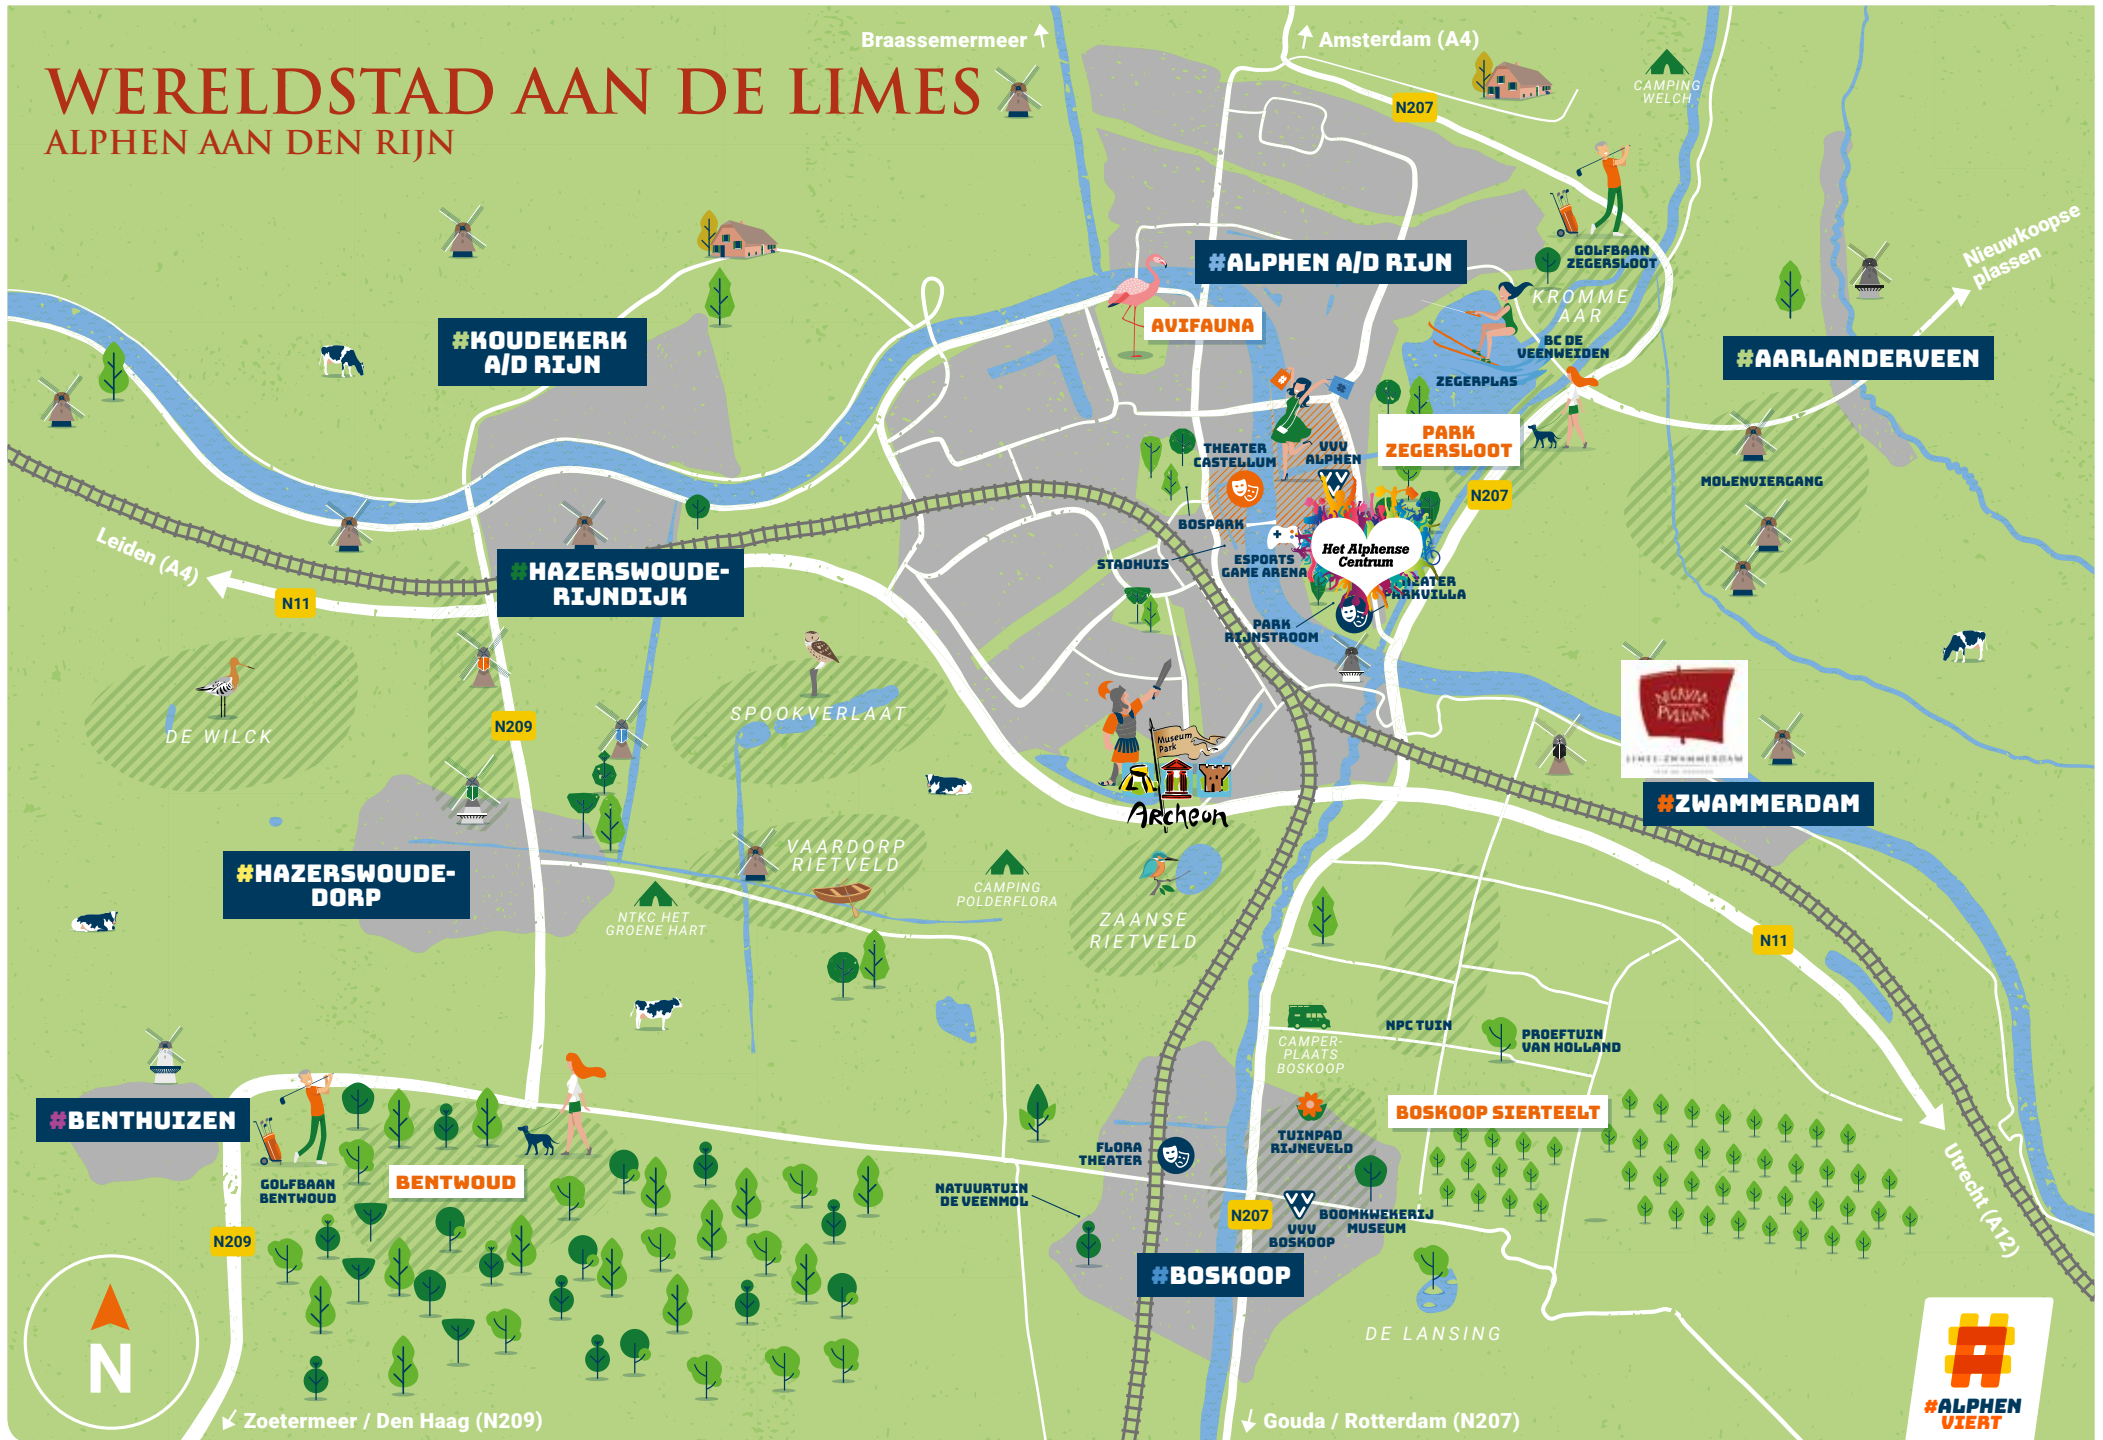 WERELDSTAD AAN DE LIMES
ALPHEN AAN DEN RIJN
Braassemermeer
Amsterdam (A4)
N207
CAMPING
WELCH
GOLFBAAN
ZEGERSLOOT
KROMME
AAR
Nieuwkoopse
plassen
#ALPHEN A/D RIJN
AVIFAUNA
#KOUDEKERK
A/D RIJN
BC DE
VEENWEIDEN
ZEGERPLAS
#AARLANDERVEEN
PARK
ZEGERSLOOT
THEATER
CASTELLUM
VVV
ALPHEN
MOLENVIERGANG
N207
BOSPARK
STADHUIS
ESPORTS
GAME ARENA
Het Alphense
Centrum
THEATER
PARKVILLA
PARK
RIJNSTROOM
Leiden (A4)
N11
#HAZERSWOUDE-
RIJNDIJK
DE WILCK
N209
SPOOKVERLAAT
Museum
Park
Archeon
NIGRUM
PULLUM
LIMES-ZWAMMERDAM
#ZWAMMERDAM
#HAZERSWOUDE-
DORP
VAARDORP
RIETVELD
NTKC HET
GROENE HART
CAMPING
POLDERFLORA
ZAANSE
RIETVELD
N11
CAMPER-
PLAATS
BOSKOOP
NPC TUIN
PROEFTUIN
VAN HOLLAND
#BENTHUIZEN
GOLFBAAN
BENTWOUD
BENTWOUD
BOSKOOP SIERTEELT
TUINPAD
RIJNEVELD
FLORA
THEATER
NATUURTUIN
DE VEENMOL
N207
VVV
BOSKOOP
BOOMKWEKERIJ
MUSEUM
Utrecht (A12)
N209
#BOSKOOP
DE LANSING
N
Zoetermeer / Den Haag (N209)
Gouda / Rotterdam (N207)
#ALPHEN
VIERT